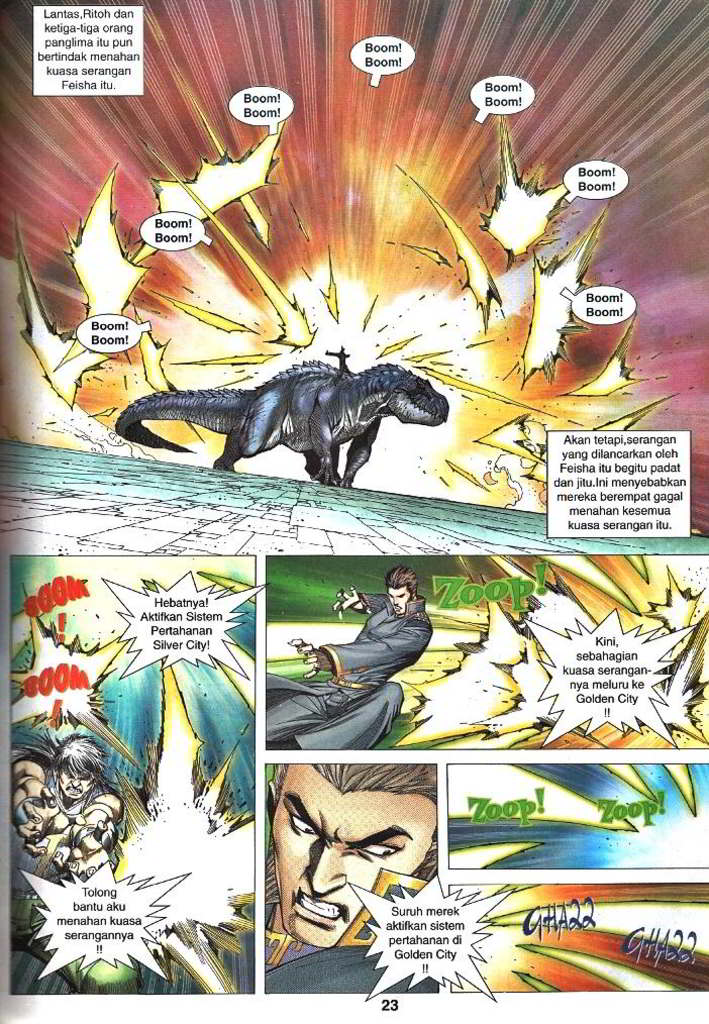 Lantas,Ritoh dan
ketiga-tiga orang
panglima itu pun
bertindak menahan
kuasa serangan
Feisha itu.
Boom!
Boom!
Boom!
Boom!
Boom!
Boom!
Boom!
Boom!
Boom!
Boom!
Boom!
Boom!
Boom!
Boom!
Akan tetapi,serangan
yang dilancarkan oleh
Feisha itu begitu padat
dan jitu.Ini menyebabkan
mereka berempat gagal
menahan kesemua
kuasa serangan itu.
BOOM
!
BOOM
!
Hebatnya!
Aktifkan Sistem
Pertahanan
Silver City!
Tolong
bantu aku
menahan kuasa
serangannya
!!
Zoop!
Kini,
sebahagian
kuasa serangan-
nya meluru ke
Golden City
!!
Suruh merek
aktifkan sistem
pertahanan di
Golden City
!!
Zoop! Zoop!
GHAZZ
GHAZZ
23